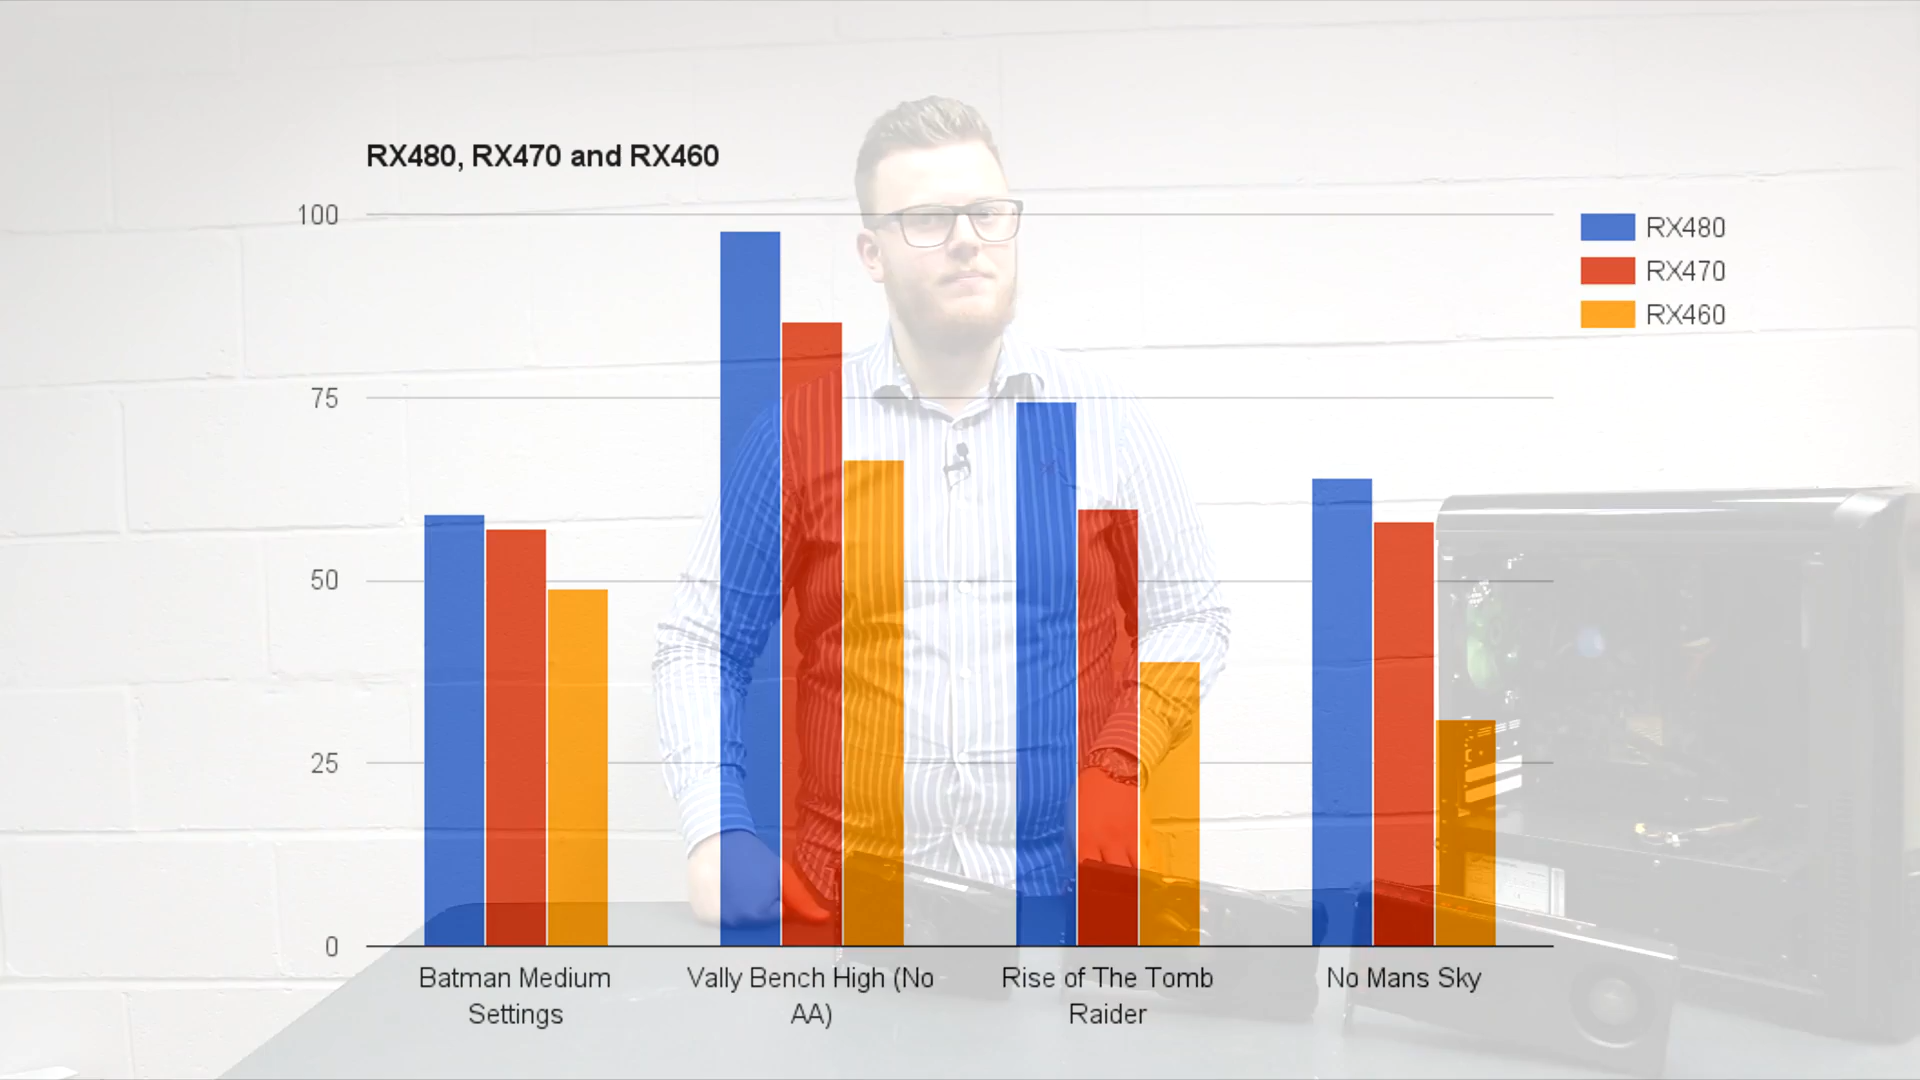 RX480, RX470 and RX460
100
75
50
25
0
RX480
RX470
RX460
Batman Medium
Settings
Vally Bench High (No
AA)
Rise of The Tomb
Raider
No Mans Sky